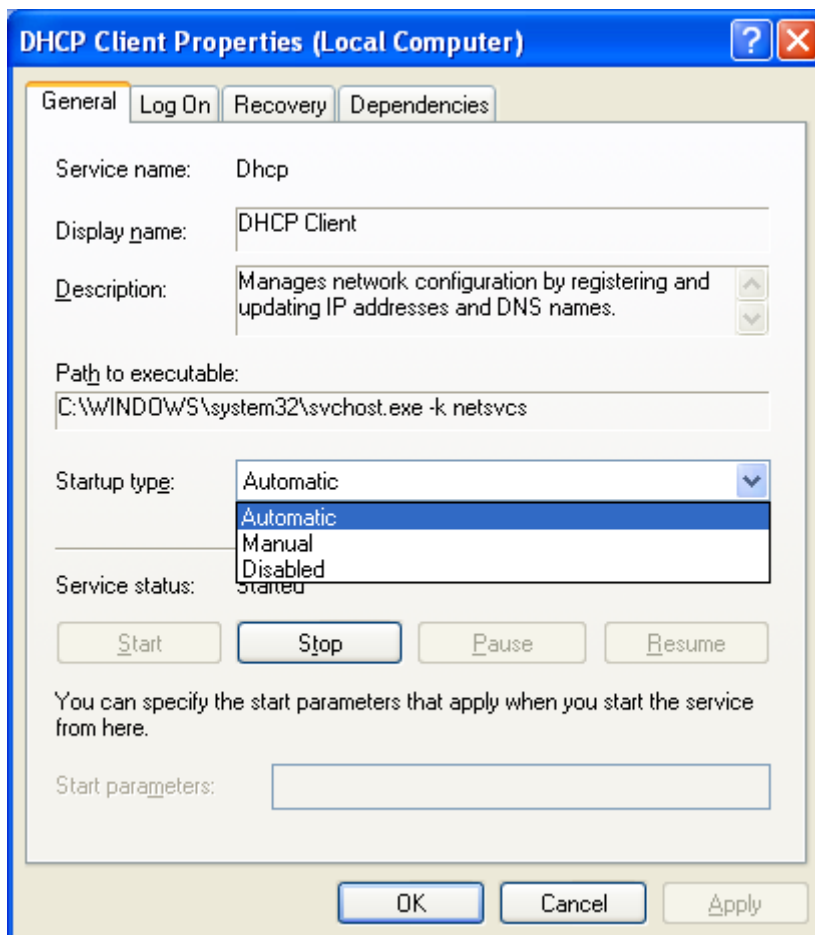 DHCP Client Properties (Local Computer)
General Log On Recovery Dependencies
Service name: Dhcp
Display name: DHCP Client
Description: Manages network configuration by registering and
updating IP addresses and DNS names.
Path to executable:
C:\WINDOWS\system32\svchost.exe -k netsvcs
Startup type: Automatic
Automatic
Manual
Disabled
Service status: Started
Start Stop Pause Resume
You can specify the start parameters that apply when you start the service
from here.
Start parameters:
OK Cancel Apply